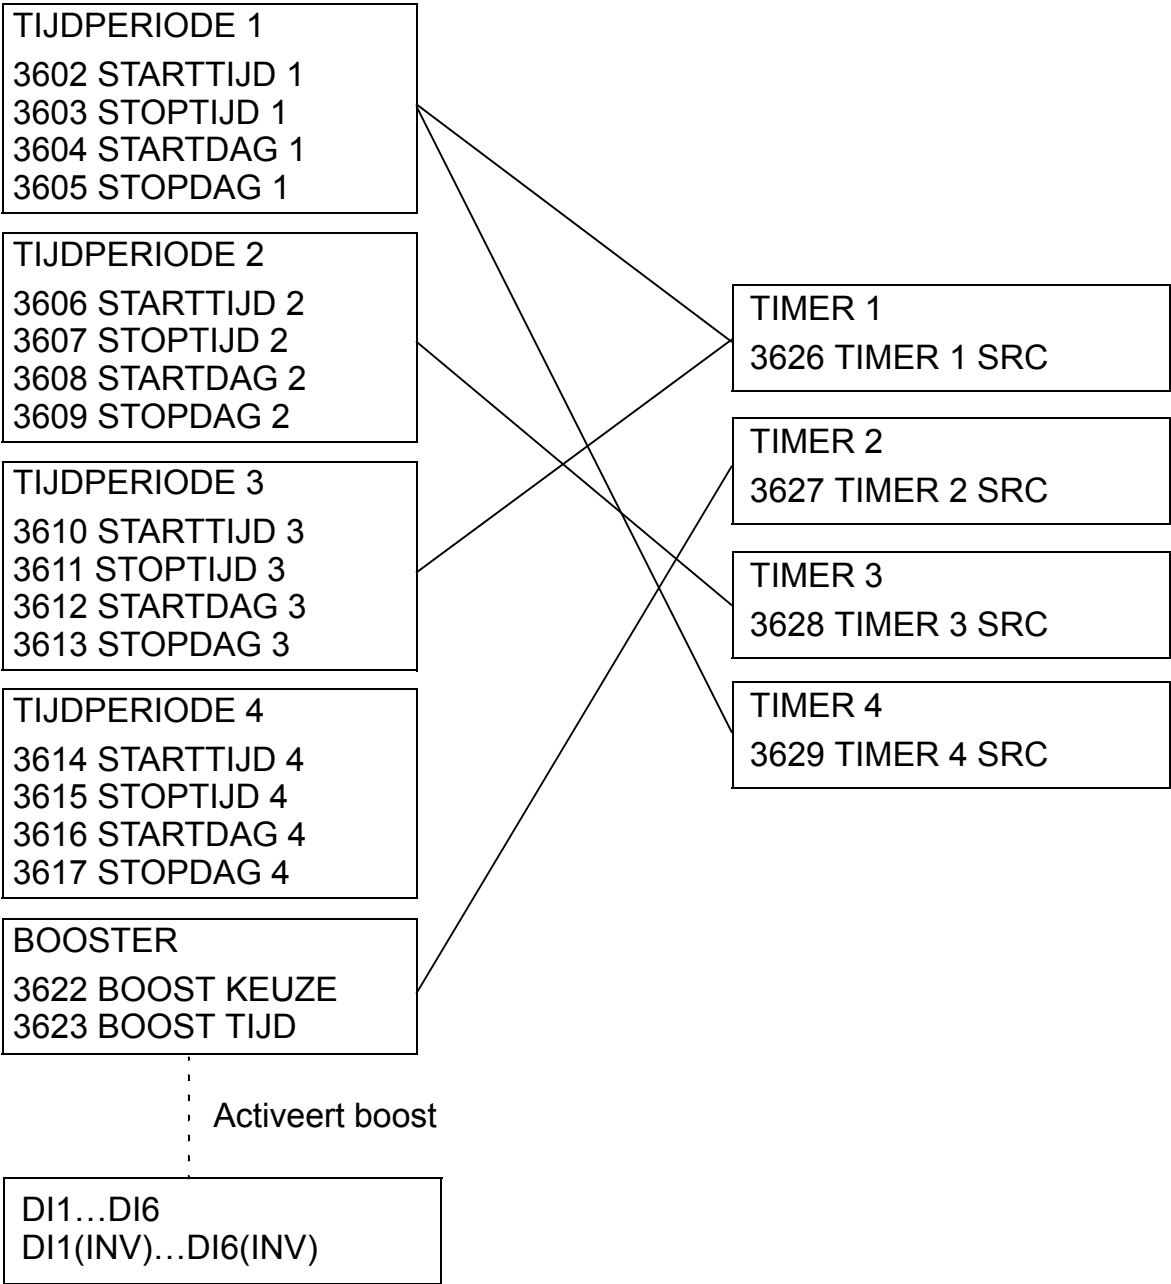 TIJDPERIODE 1
3602 STARTTIJD 1
3603 STOPTIJD 1
3604 STARTDAG 1
3605 STOPDAG 1
TIJDPERIODE 2
3606 STARTTIJD 2
3607 STOPTIJD 2
3608 STARTDAG 2
3609 STOPDAG 2
TIJDPERIODE 3
3610 STARTTIJD 3
3611 STOPTIJD 3
3612 STARTDAG 3
3613 STOPDAG 3
TIJDPERIODE 4
3614 STARTTIJD 4
3615 STOPTIJD 4
3616 STARTDAG 4
3617 STOPDAG 4
BOOSTER
3622 BOOST KEUZE
3623 BOOST TIJD
Activeert boost
DI1…DI6
DI1(INV)…DI6(INV)
TIMER 1
3626 TIMER 1 SRC
TIMER 2
3627 TIMER 2 SRC
TIMER 3
3628 TIMER 3 SRC
TIMER 4
3629 TIMER 4 SRC